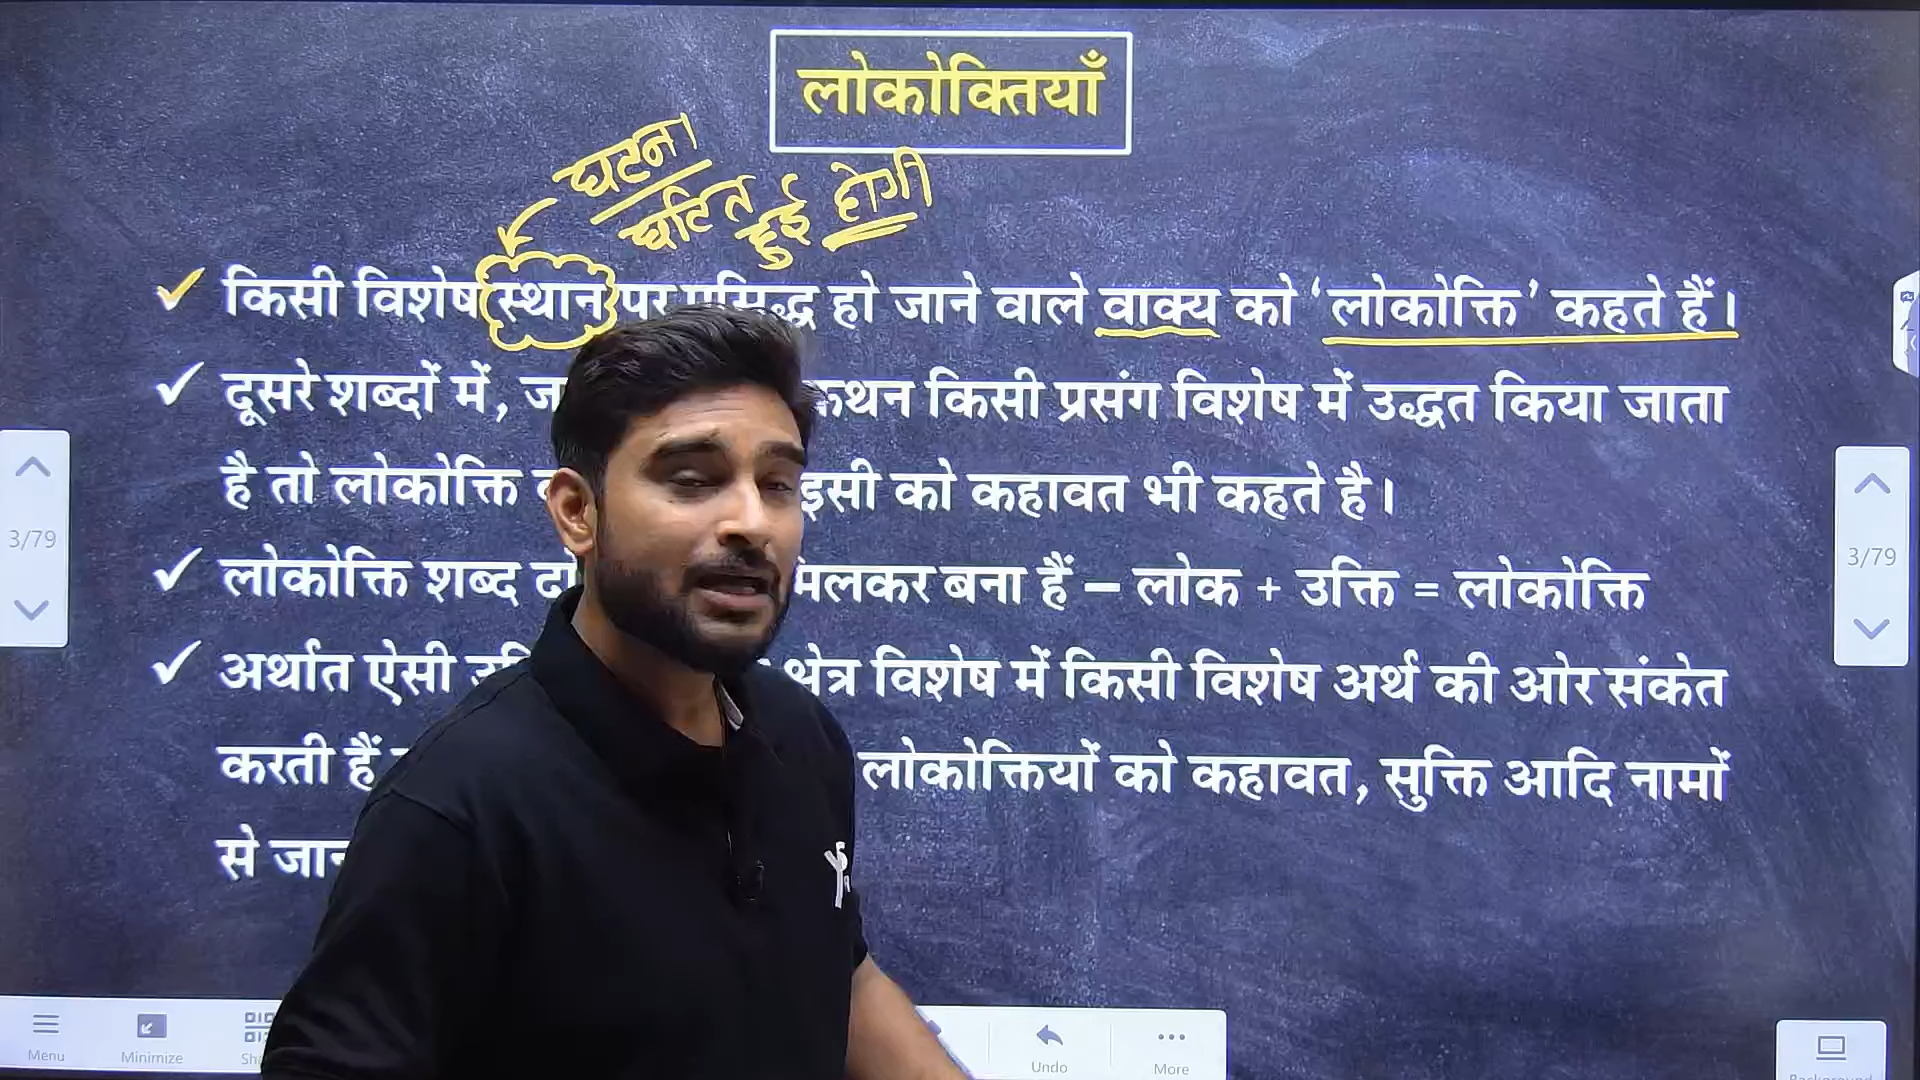 लोकोक्तियाँ
घटना
घटित हुई होगी
✓ किसी विशेष स्थान पर प्रसिद्ध हो जाने वाले वाक्य को ‘लोकोक्ति’ कहते हैं।
✓ दूसरे शब्दों में, कथन किसी प्रसंग विशेष में उद्धत किया जाता
है तो लोकोक्ति इसी को कहावत भी कहते है।
✓ लोकोक्ति शब्द मिलकर बना हैं – लोक + उक्ति = लोकोक्ति
✓ अर्थात ऐसी क्षेत्र विशेष में किसी विशेष अर्थ की ओर संकेत
करती हैं लोकोक्तियों को कहावत, सुक्ति आदि नामों
से
3/79
3/79
Menu
Minimize
Undo
More